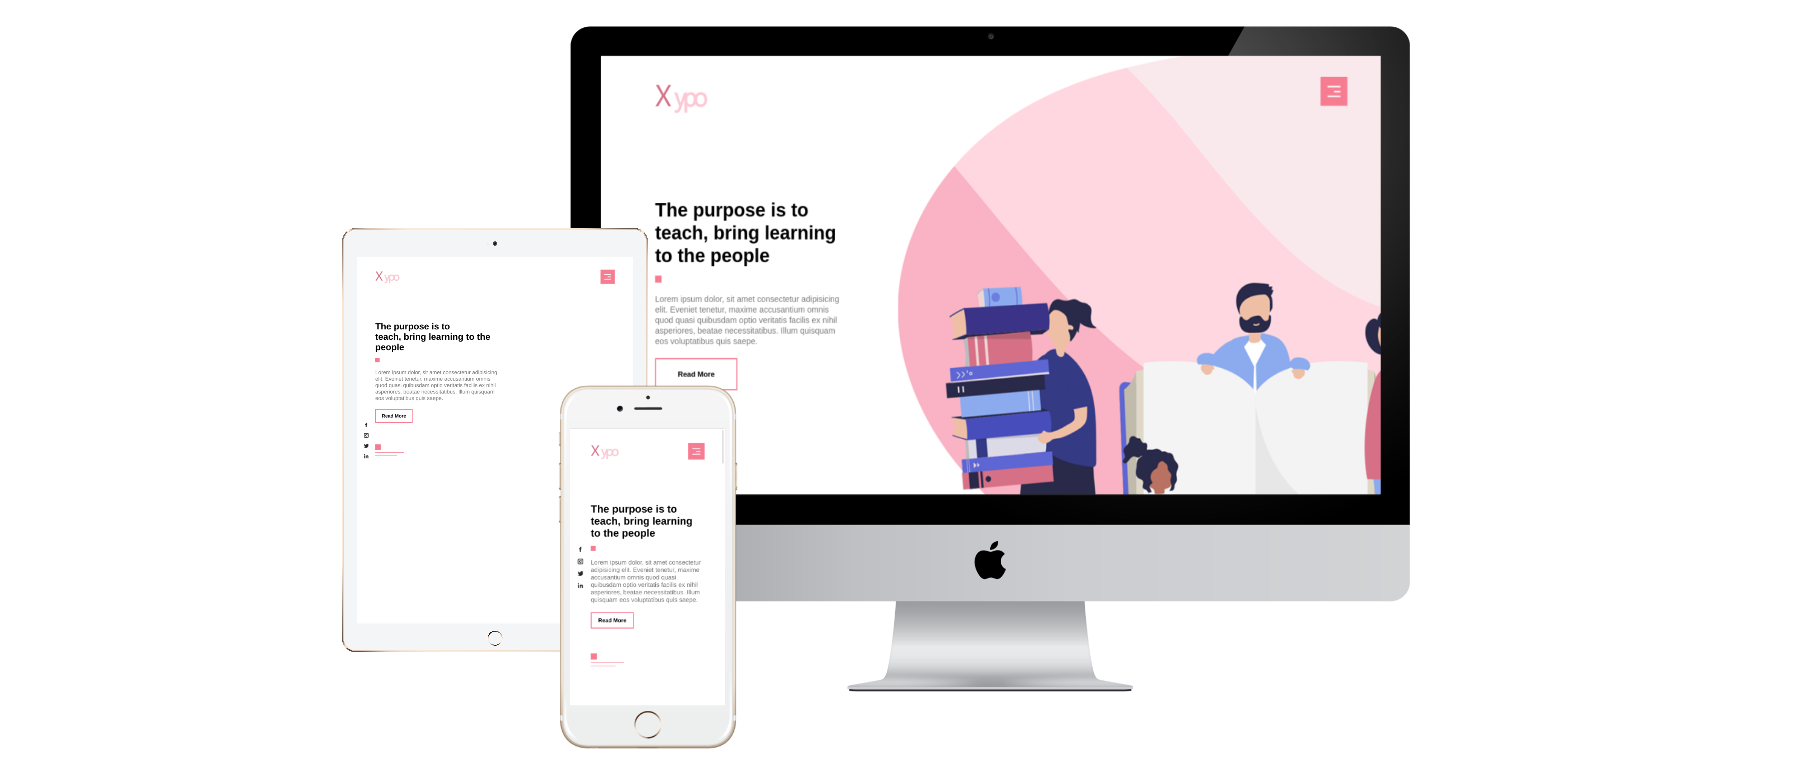 X ypo
The purpose is to
teach, bring learning
to the people
Lorem ipsum dolor, sit amet consectetur adipisicing
elit. Eveniet tenetur, maxime accusantium omnis
quod quasi quibusdam optio veritatis facilis ex nihil
asperiores, beatae necessitatibus. Illum quisquam
eos voluptatibus quis saepe.
Read More
X ypo
The purpose is to
teach, bring learning to the
people
Lorem ipsum dolor, sit amet consectetur adipisicing
elit. Eveniet tenetur, maxime accusantium omnis
quod quasi quibusdam optio veritatis facilis ex nihil
asperiores, beatae necessitatibus. Illum quisquam
eos voluptatibus quis saepe.
Read More
X ypo
The purpose is to
teach, bring learning
to the people
Lorem ipsum dolor, sit amet consectetur
adipisicing elit. Eveniet tenetur, maxime
accusantium omnis quod quasi
quibusdam optio veritatis facilis ex nihil
asperiores, beatae necessitatibus. Illum
quisquam eos voluptatibus quis saepe.
Read More